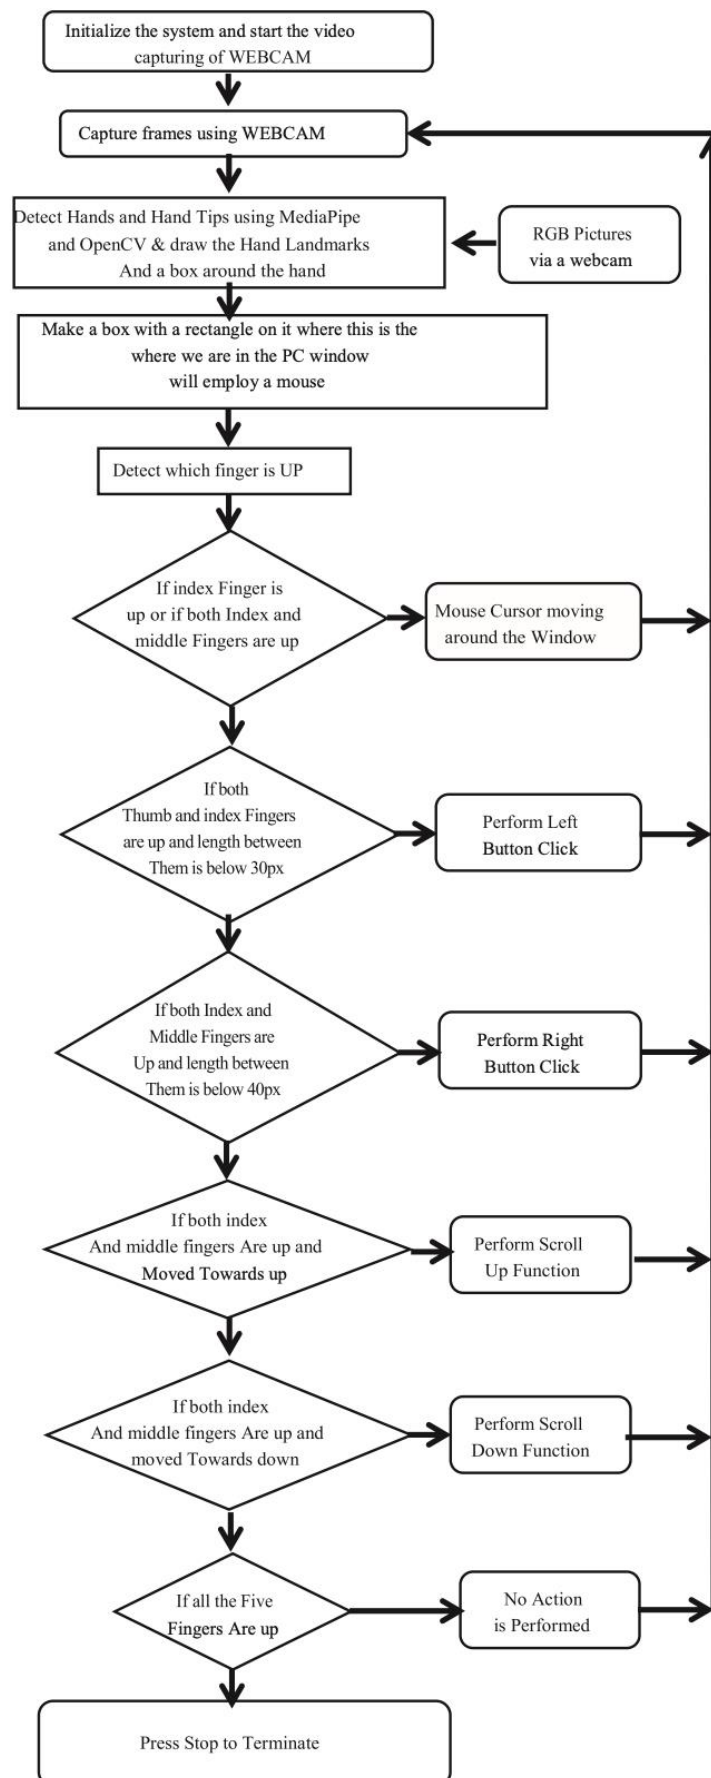 Initialize the system and start the video
capturing of WEBCAM
Capture frames using WEBCAM
Detect Hands and Hand Tips using MediaPipe
and OpenCV & draw the Hand Landmarks
And a box around the hand
RGB Pictures
via a webcam
Make a box with a rectangle on it where this is the
where we are in the PC window
will employ a mouse
Detect which finger is UP
If index Finger is
up or if both Index and
middle Fingers are up
Mouse Cursor moving
around the Window
If both
Thumb and index Fingers
are up and length between
Them is below 30px
Perform Left
Button Click
If both Index and
Middle Fingers are
Up and length between
Them is below 40px
Perform Right
Button Click
If both index
And middle fingers Are up and
Moved Towards up
Perform Scroll
Up Function
If both index
And middle fingers Are up and
moved Towards down
Perform Scroll
Down Function
If all the Five
Fingers Are up
No Action
is Performed
Press Stop to Terminate